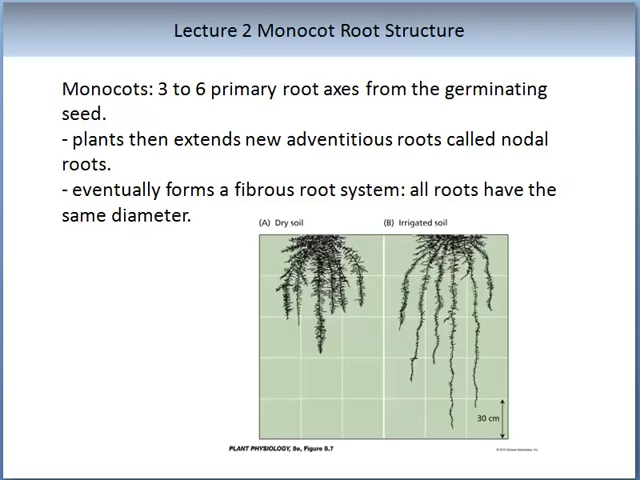 Lecture 2 Monocot Root Structure
Monocots: 3 to 6 primary root axes from the germinating
seed.
- plants then extends new adventitious roots called nodal
roots.
- eventually forms a fibrous root system: all roots have the
same diameter.
(A) Dry soil
(B) Irrigated soil
30 cm
PLANT PHYSIOLOGY, 5e, Figure 5.7